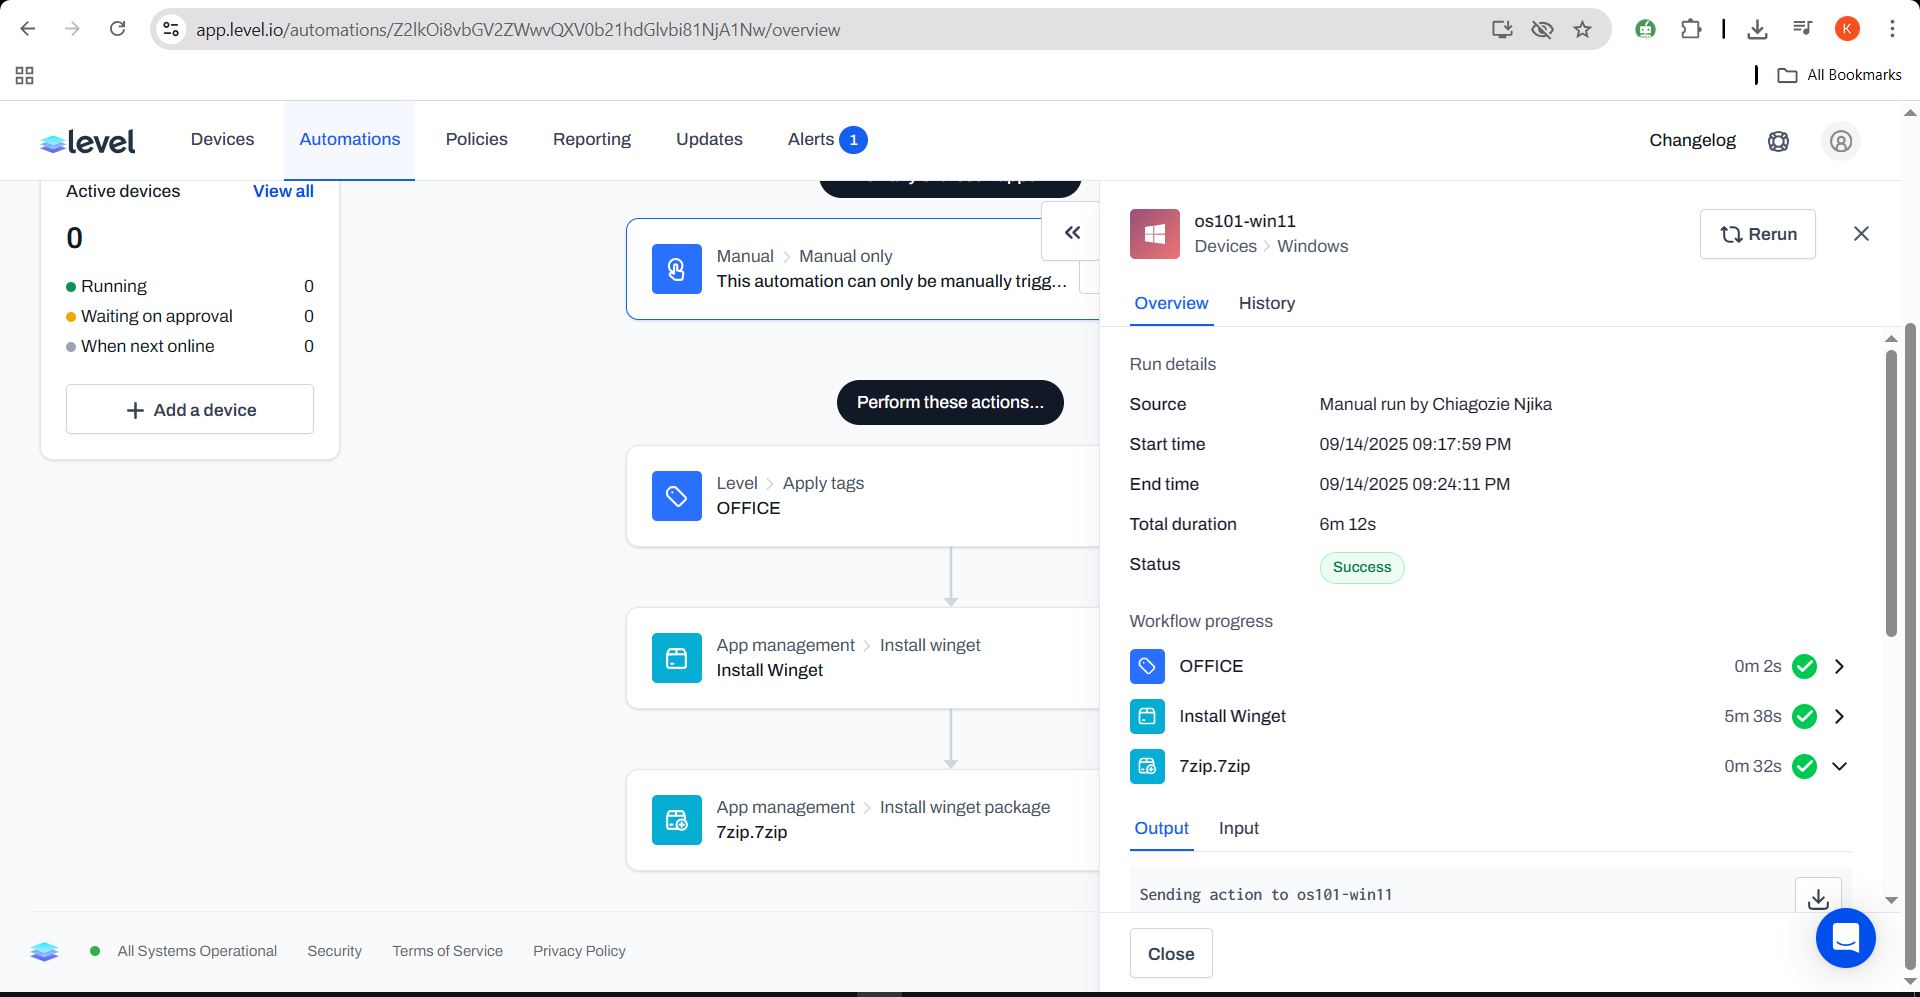 app.level.io/automations/Z2lkOi8vbGV2ZWwvQXV0b21hdGlvbi81NjA1Nw/overview
K
All Bookmarks
level
Devices
Automations
Policies
Reporting
Updates
Alerts 1
Changelog
Active devices
View all
0
Running 0
Waiting on approval 0
When next online 0
Add a device
Manual > Manual only
This automation can only be manually trigg...
Perform these actions...
Level > Apply tags
OFFICE
App management > Install winget
Install Winget
App management > Install winget package
7zip.7zip
os101-win11
Devices > Windows
Rerun
Overview
History
Run details
Source Manual run by Chiagozie Njika
Start time 09/14/2025 09:17:59 PM
End time 09/14/2025 09:24:11 PM
Total duration 6m 12s
Status Success
Workflow progress
OFFICE 0m 2s
Install Winget 5m 38s
7zip.7zip 0m 32s
Output
Input
Sending action to os101-win11
Close
All Systems Operational
Security
Terms of Service
Privacy Policy